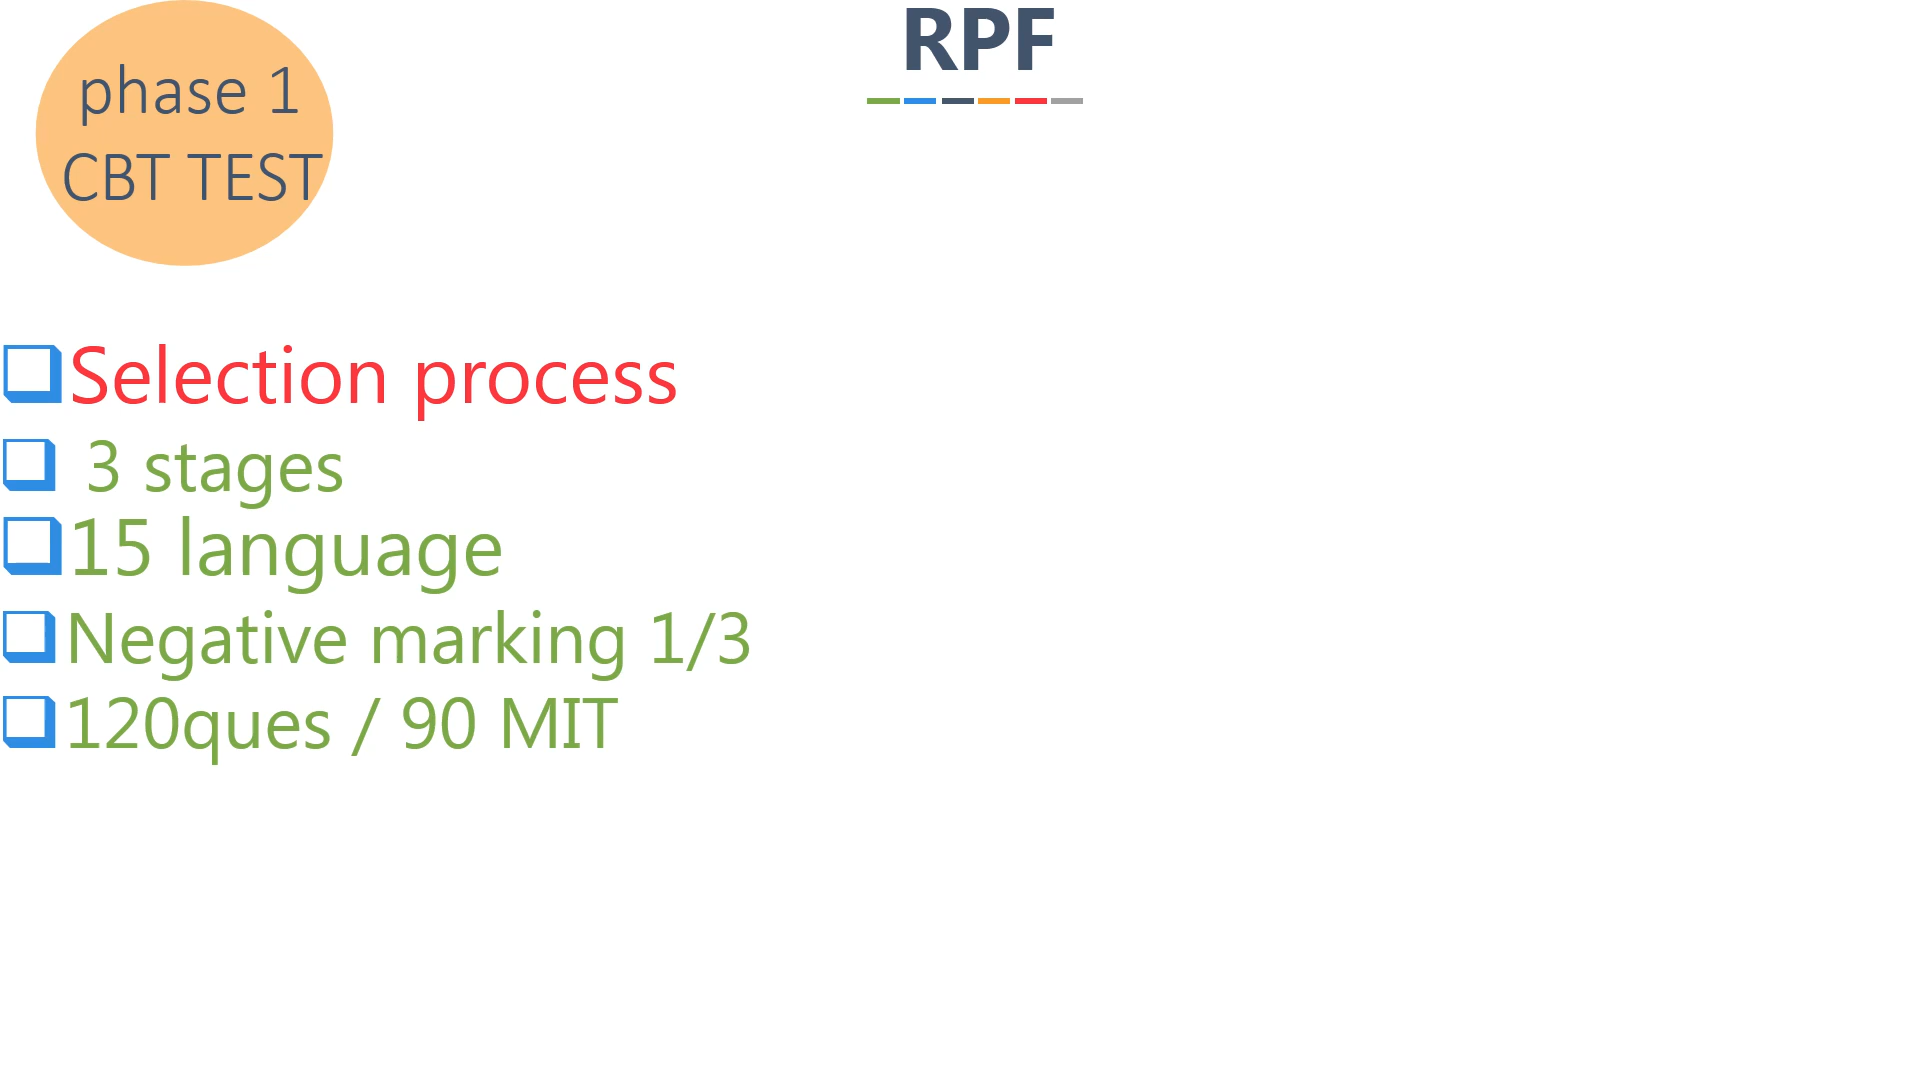 RPF
phase 1
CBT TEST
Selection process
3 stages
15 language
Negative marking 1/3
120ques / 90 MIT